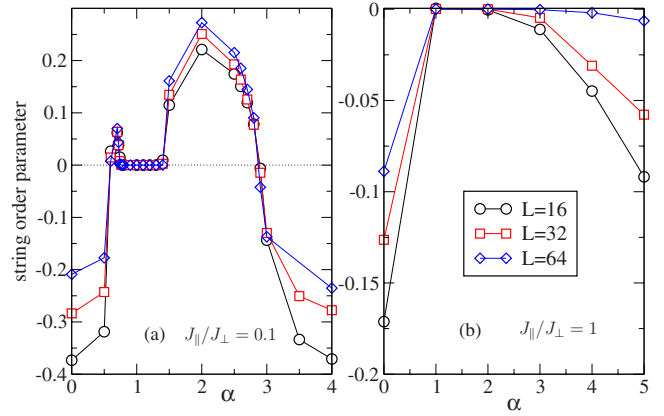 string order parameter
0.2
0.1
0
-0.1
-0.2
-0.3
-0.4
0
1
2
3
4
α
(a) J∥/J⊥ = 0.1
0
-0.05
-0.1
-0.15
-0.2
0
1
2
3
4
5
α
L=16
L=32
L=64
(b) J∥/J⊥ = 1